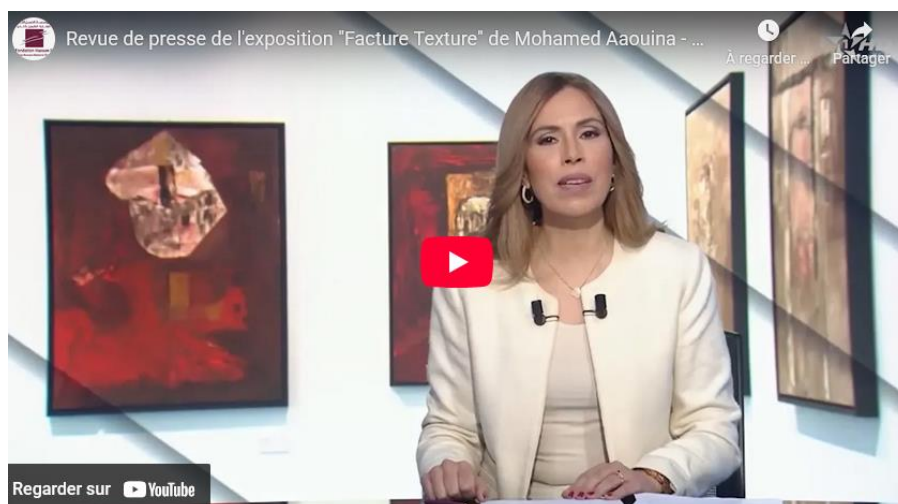 Revue de presse de l'exposition "Facture Texture" de Mohamed Aaouina - ...
À regarder ...
Partager
Regarder sur YouTube